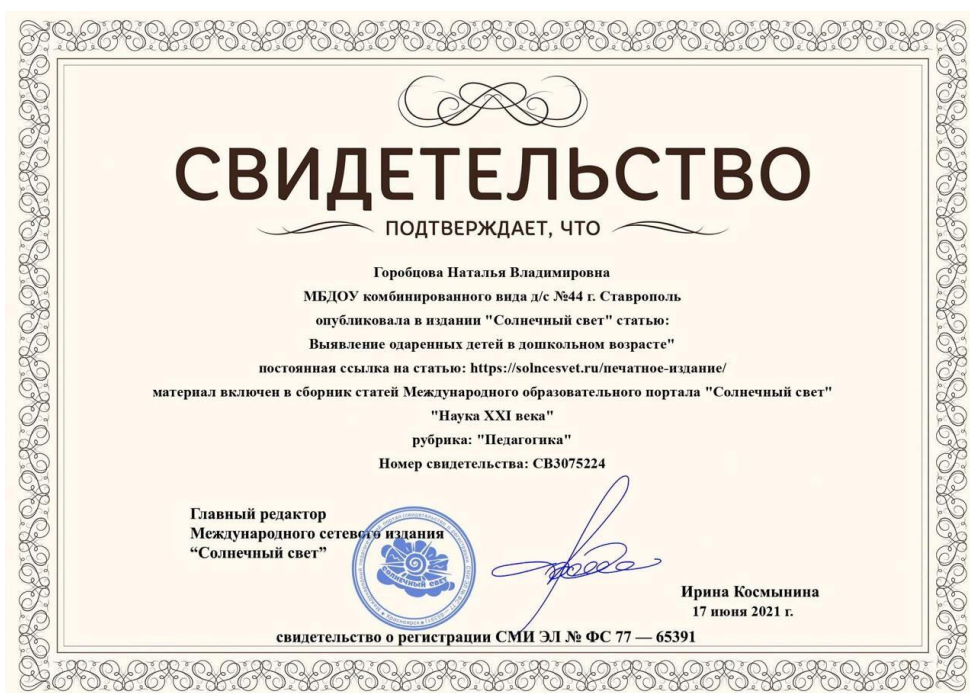 СВИДЕТЕЛЬСТВО
ПОДТВЕРЖДАЕТ, ЧТО
Горобцова Наталья Владимировна
МБДОУ комбинированного вида д/с №44 г. Ставрополь
опубликовала в издании "Солнечный свет" статью:
Выявление одаренных детей в дошкольном возрасте"
постоянная ссылка на статью: https://solncesvet.ru/печатное-издание/
материал включен в сборник статей Международного образовательного портала "Солнечный свет"
"Наука XXI века"
рубрика: "Педагогика"
Номер свидетельства: СВ3075224
Главный редактор
Международного сетевого издания
“Солнечный свет”
СОЛНЕЧНЫЙ СВЕТ
Ирина Космынина
17 июня 2021 г.
свидетельство о регистрации СМИ ЭЛ № ФС 77 — 65391